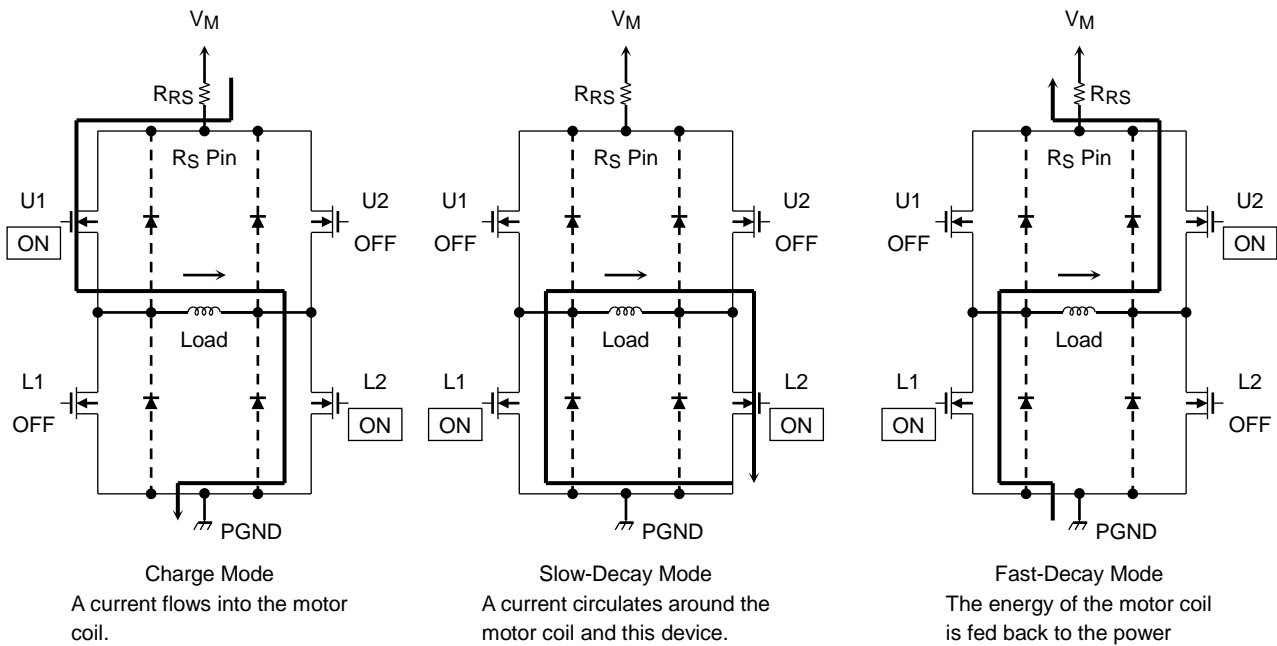 VM
RRS
RS Pin
U1
ON
U2
OFF
Load
L1
OFF
L2
ON
PGND
Charge Mode
A current flows into the motor
coil.
VM
RRS
RS Pin
U1
OFF
U2
OFF
Load
L1
ON
L2
ON
PGND
Slow-Decay Mode
A current circulates around the
motor coil and this device.
VM
RRS
RS Pin
U1
OFF
U2
ON
Load
L1
ON
L2
OFF
PGND
Fast-Decay Mode
The energy of the motor coil
is fed back to the power